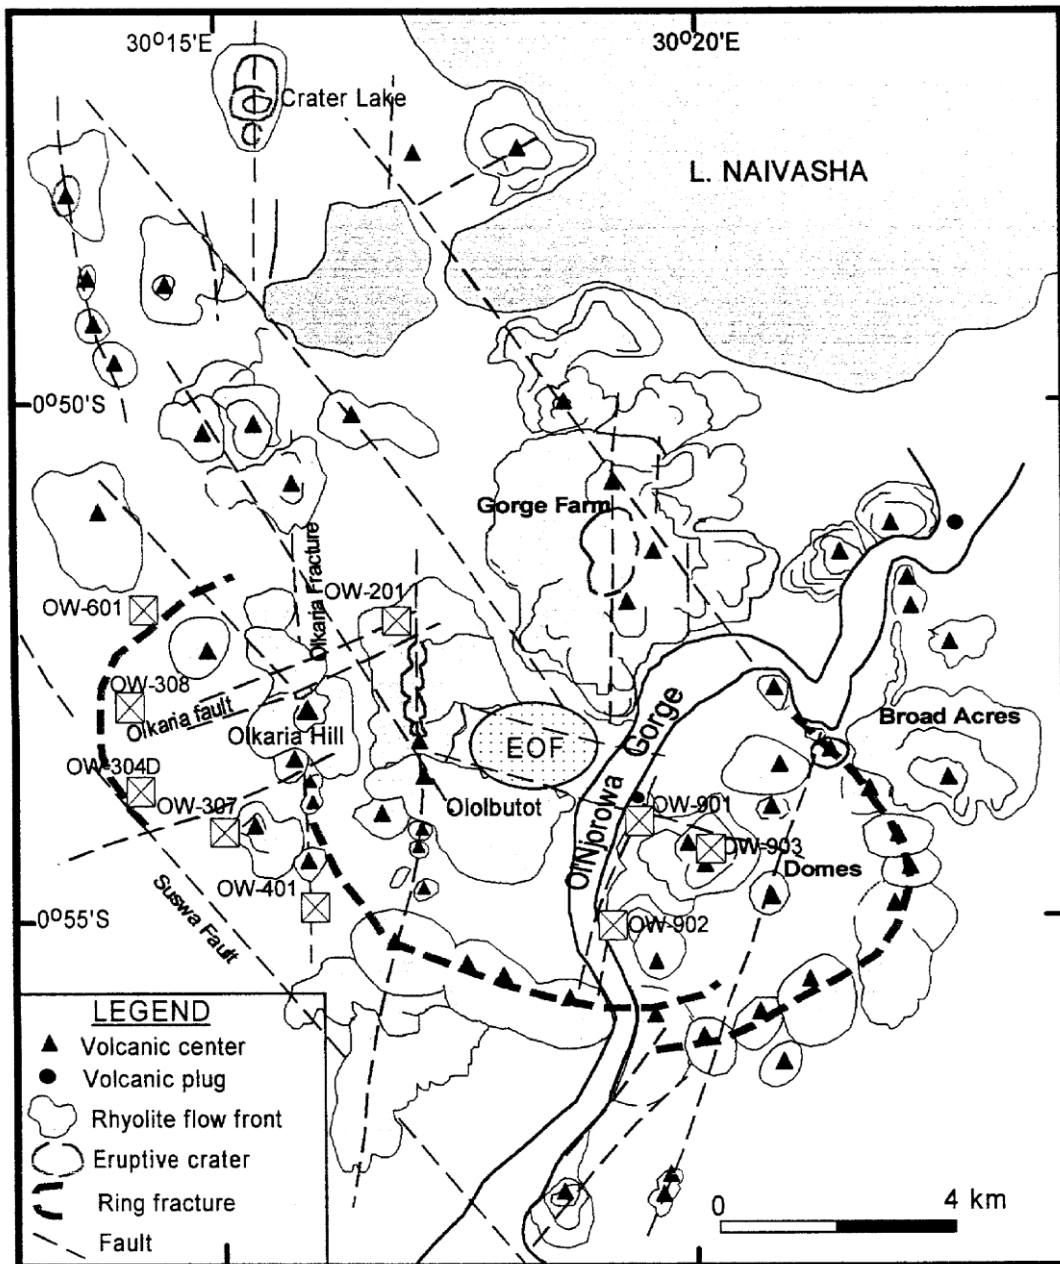 30°15'E
30°20'E
Crater Lake
L. NAIVASHA
0°50'S
Gorge Farm
Olkaria Fracture
OW-201
OW-601
OW-308
Olkaria fault
Olkaria Hill
EOF
Ol'Njorowa Gorge
Broad Acres
OW-304D
OW-307
Ololbutot
OW-901
OW-903
Domes
OW-401
Suswa Fault
0°55'S
OW-902
LEGEND
Volcanic center
Volcanic plug
Rhyolite flow front
Eruptive crater
Ring fracture
Fault
0 4 km